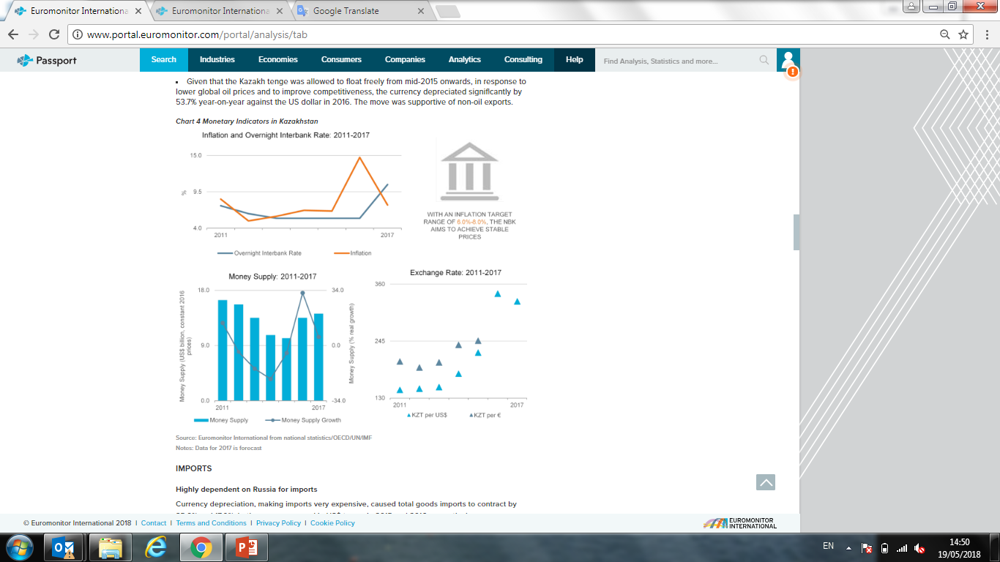 Euromonitor Internationa
Euromonitor Internationa
Google Translate
www.portal.euromonitor.com/portal/analysis/tab
Passport
Search
Industries
Economies
Consumers
Companies
Analytics
Consulting
Help
Find Analysis, Statistics and more...
Given that the Kazakh tenge was allowed to float freely from mid-2015 onwards, in response to
lower global oil prices and to improve competitiveness, the currency depreciated significantly by
53.7% year-on-year against the US dollar in 2016. The move was supportive of non-oil exports.
Chart 4 Monetary Indicators in Kazakhstan
Inflation and Overnight Interbank Rate: 2011-2017
15.0
9.5
4.0
%
2011
2017
Overnight Interbank Rate
Inflation
WITH AN INFLATION TARGET
RANGE OF 6.0%-8.0%, THE NBK
AIMS TO ACHIEVE STABLE
PRICES
Money Supply: 2011-2017
18.0
9.0
0.0
34.0
0.0
-34.0
Money Supply (US$ billion, constant 2016
prices)
Money Supply (% real growth)
2011
2017
Money Supply
Money Supply Growth
Exchange Rate: 2011-2017
360
245
130
2011
2017
KZT per US$
KZT per €
Source: Euromonitor International from national statistics/OECD/UN/IMF
Notes: Data for 2017 is forecast
IMPORTS
Highly dependent on Russia for imports
Currency depreciation, making imports very expensive, caused total goods imports to contract by
© Euromonitor International 2018 | Contact | Terms and Conditions | Privacy Policy | Cookie Policy
EUROMONITOR
INTERNATIONAL
EN
14:50
19/05/2018